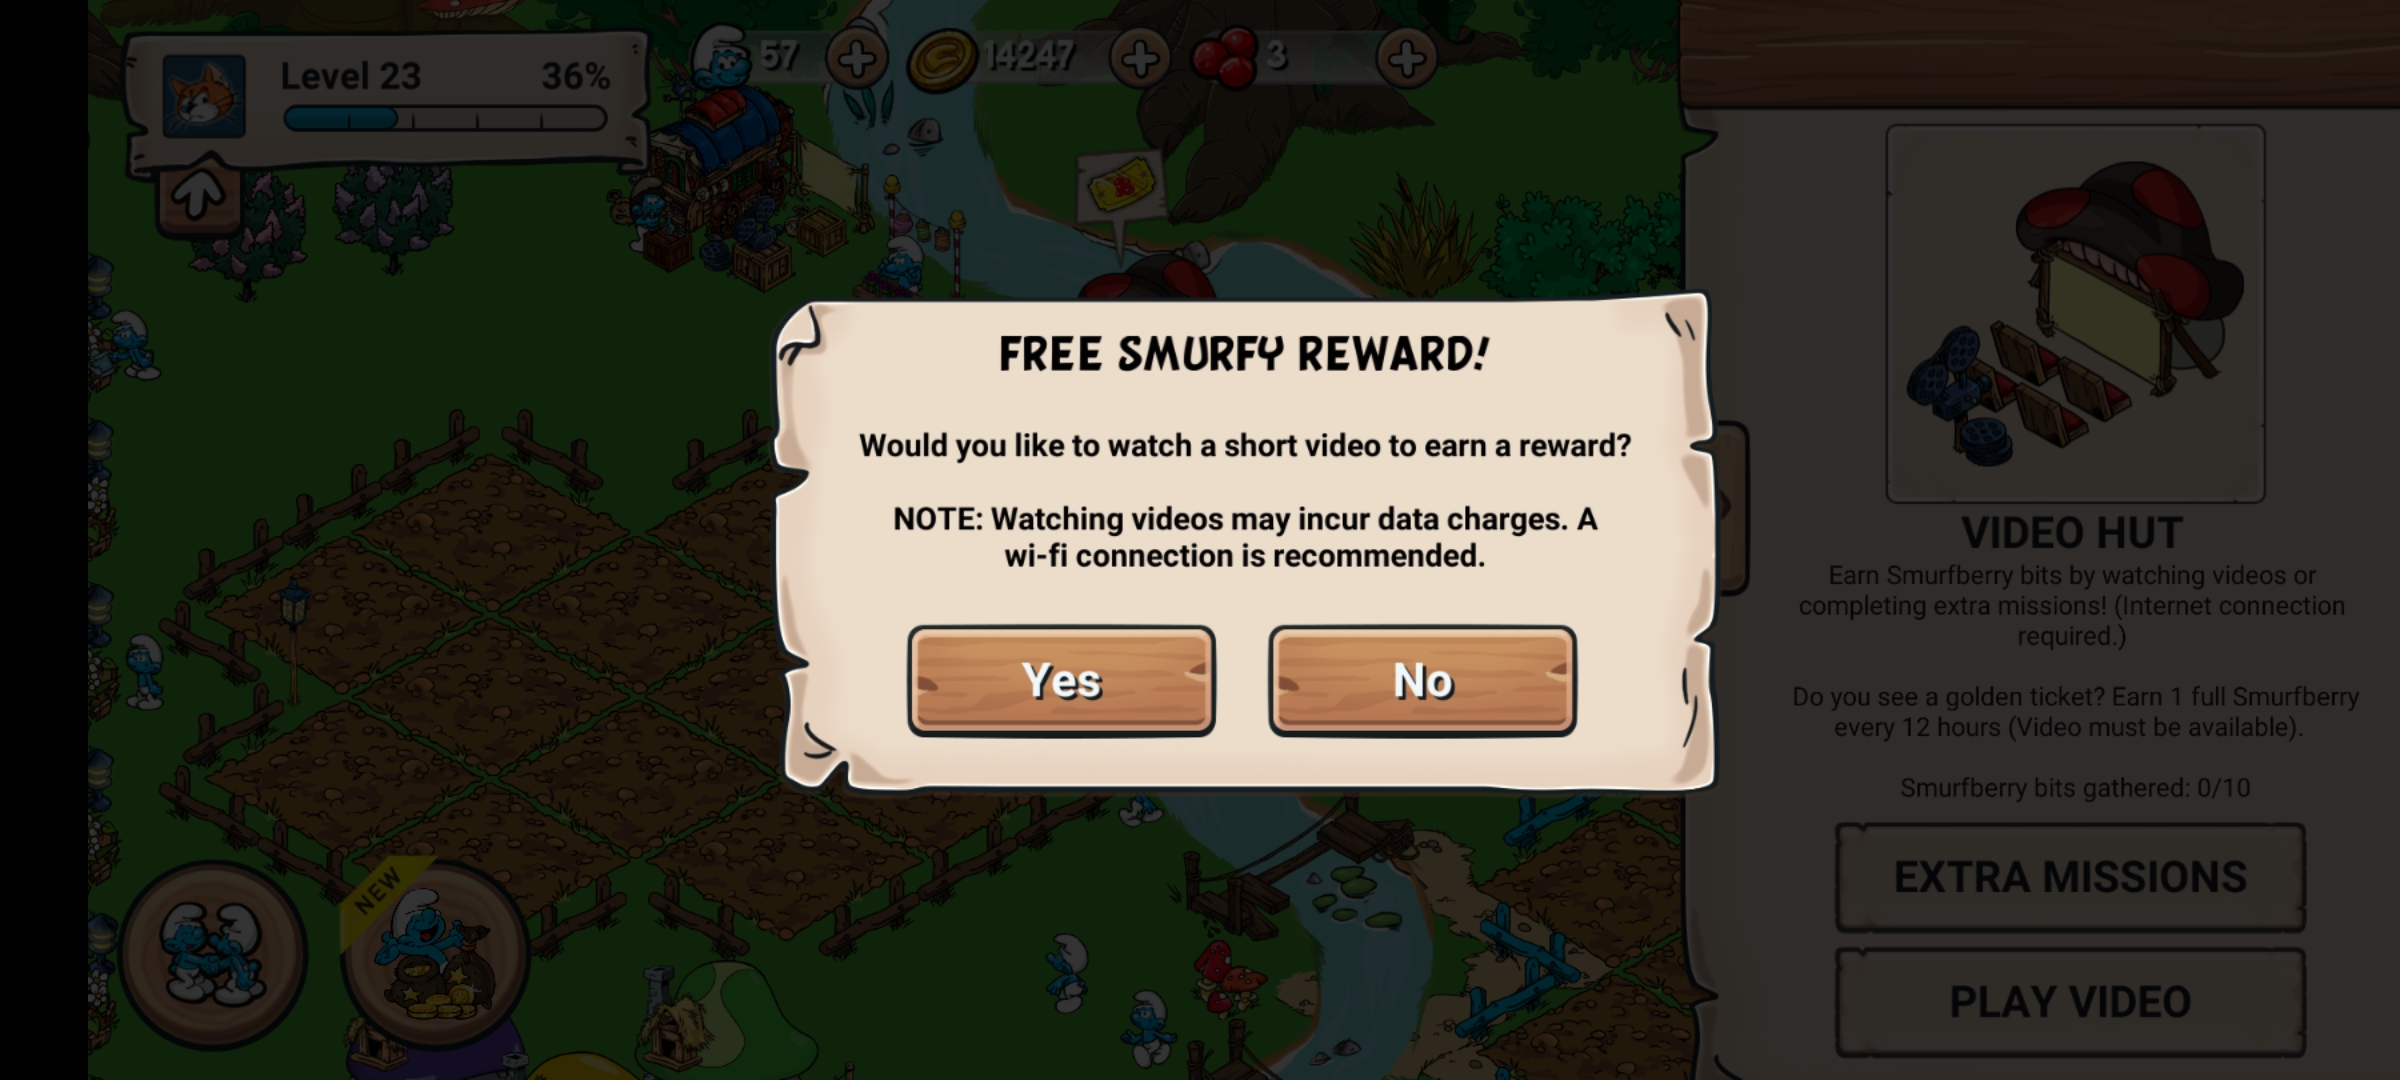 Level 23 36%
57
14247
3
FREE SMURFY REWARD!
Would you like to watch a short video to earn a reward?
NOTE: Watching videos may incur data charges. A
wi-fi connection is recommended.
Yes
No
VIDEO HUT
Earn Smurfberry bits by watching videos or
completing extra missions! (Internet connection
required.)
Do you see a golden ticket? Earn 1 full Smurfberry
every 12 hours (Video must be available).
Smurfberry bits gathered: 0/10
EXTRA MISSIONS
PLAY VIDEO
NEW